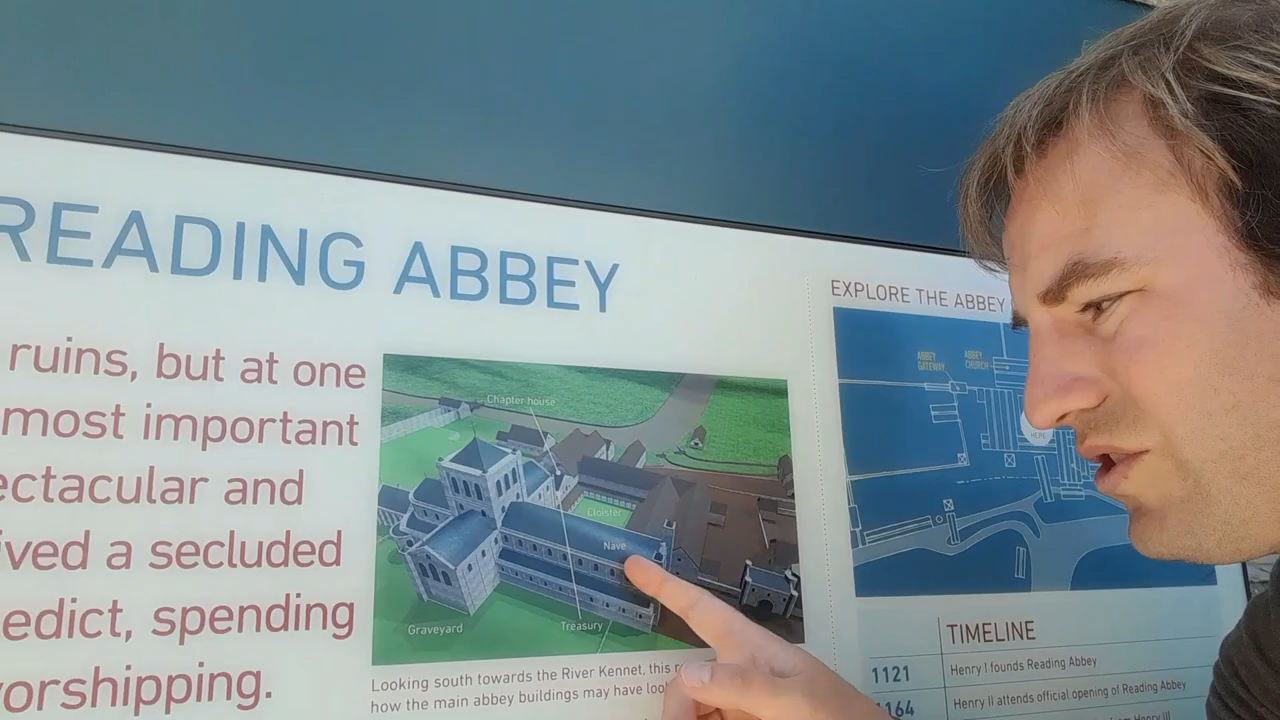 READING ABBEY
ruins, but at one
most important
ectacular and
ived a secluded
edict, spending
vorshipping.
Chapter house
Cloister
Nave
Treasury
Graveyard
Looking south towards the River Kennet, this
how the main abbey buildings may have
EXPLORE THE ABBEY
ABBEY
GATEWAY
ABBEY
CHURCH
HERE
TIMELINE
1121 Henry I founds Reading Abbey
1164 Henry II attends official opening of Reading Abbey
Henry III